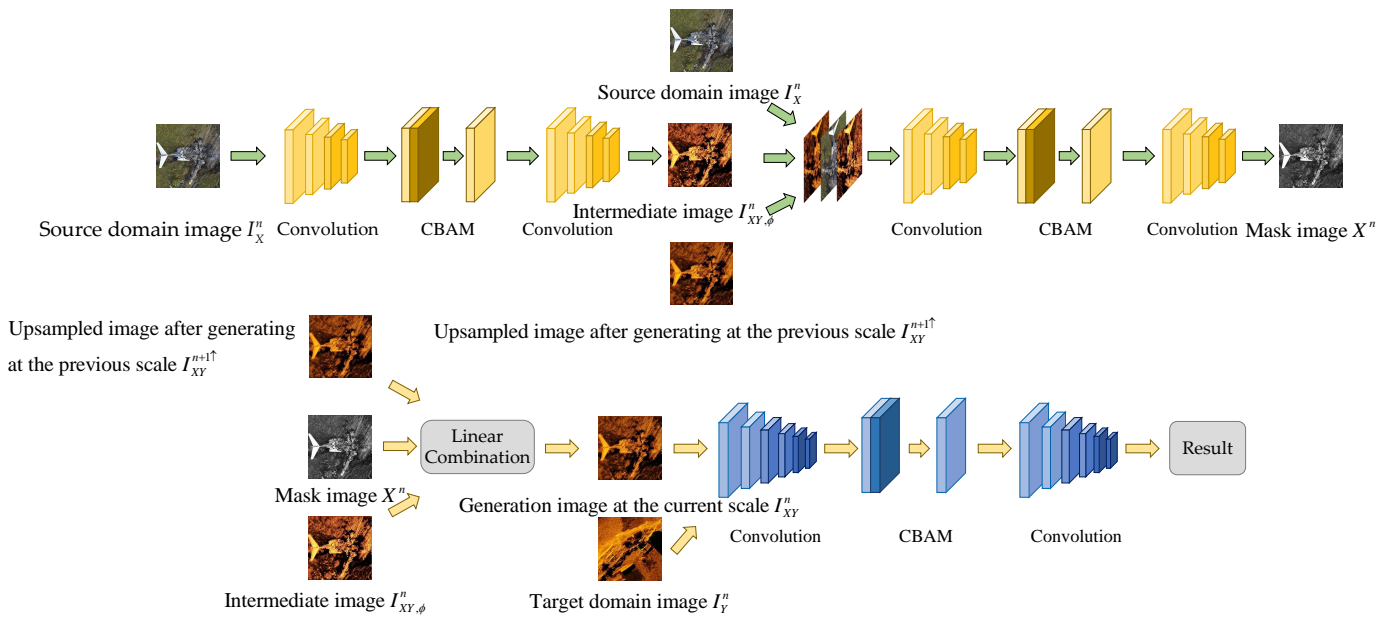 Source domain image $I_X^n$
Source domain image $I_X^n$
Convolution
CBAM
Convolution
Intermediate image $I_{XY,\phi}^n$
Convolution
CBAM
Convolution
Mask image $X^n$
Upsampled image after generating at the previous scale $I_{XY}^{n+1\uparrow}$
Upsampled image after generating
at the previous scale $I_{XY}^{n+1\uparrow}$
Linear
Combination
Mask image $X^n$
Generation image at the current scale $I_{XY}^n$
Result
Convolution
CBAM
Convolution
Intermediate image $I_{XY,\phi}^n$
Target domain image $I_Y^n$